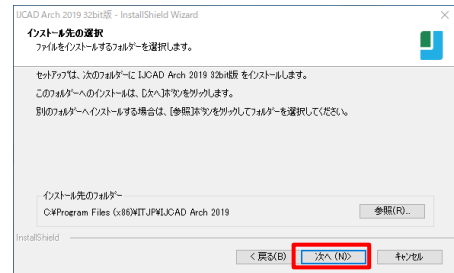 IJCAD Arch 2019 32bit版 - InstallShield Wizard
インストール先の選択
ファイルをインストールするフォルダーを選択します。
セットアップは、次のフォルダーに IJCAD Arch 2019 32bit版 をインストールします。
このフォルダーへのインストールは、[次へ]ボタンをクリックします。
別のフォルダーへインストールする場合は、[参照]ボタンをクリックしてフォルダーを選択してください。
インストール先のフォルダー
C:¥Program Files (x86)¥ITJP¥IJCAD Arch 2019
参照(R)...
InstallShield
< 戻る(B)
次へ (N)>
キャンセル